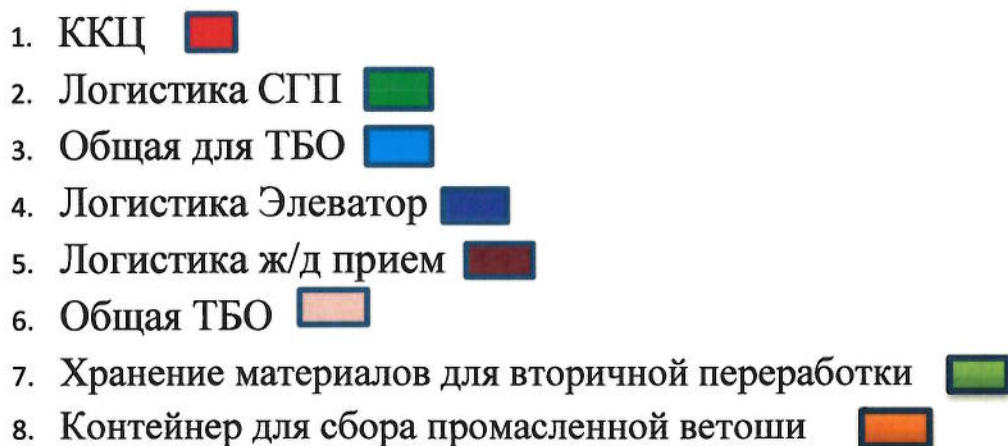 1. ККЦ
2. Логистика СГП
3. Общая для ТБО
4. Логистика Элеватор
5. Логистика ж/д прием
6. Общая ТБО
7. Хранение материалов для вторичной переработки
8. Контейнер для сбора промасленной ветоши